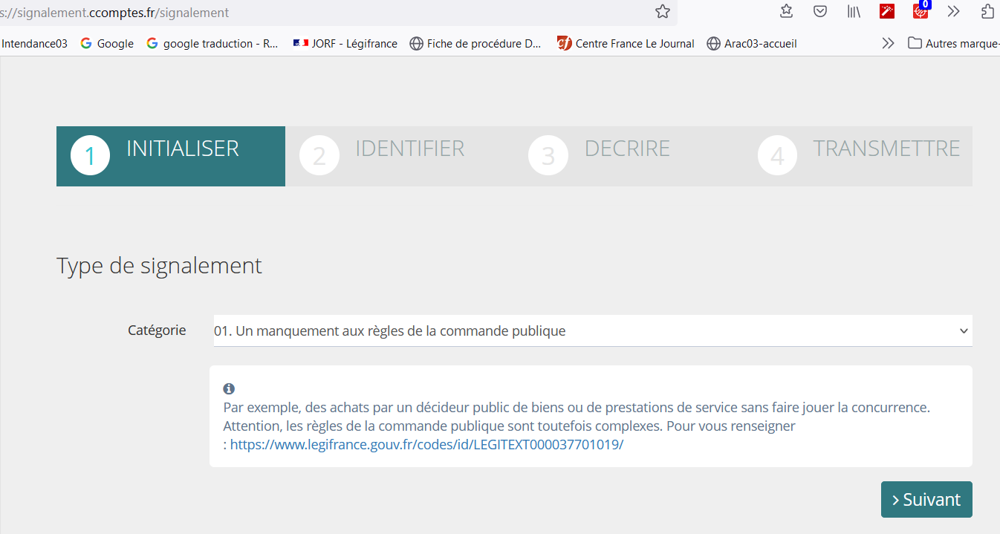 s://signalement.ccomptes.fr/signalement
0
Intendance03 Google google traduction - R... JORF - Légifrance Fiche de procédure D... Centre France Le Journal Arac03-accueil Autres marque-
1 INITIALISER 2 IDENTIFIER 3 DECRIRE 4 TRANSMETTRE
Type de signalement
Catégorie 01. Un manquement aux règles de la commande publique
Par exemple, des achats par un décideur public de biens ou de prestations de service sans faire jouer la concurrence.
Attention, les règles de la commande publique sont toutefois complexes. Pour vous renseigner
: https://www.legifrance.gouv.fr/codes/id/LEGITEXT000037701019/
> Suivant